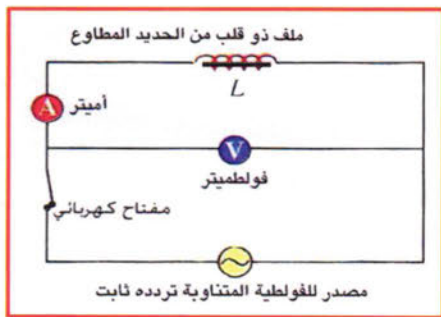 ملف ذو قلب من الحديد المطاوع
L
A
أميتر
V
فولطميتر
مفتاح كهربائي
مصدر للفولطية المتناوبة تردده ثابت